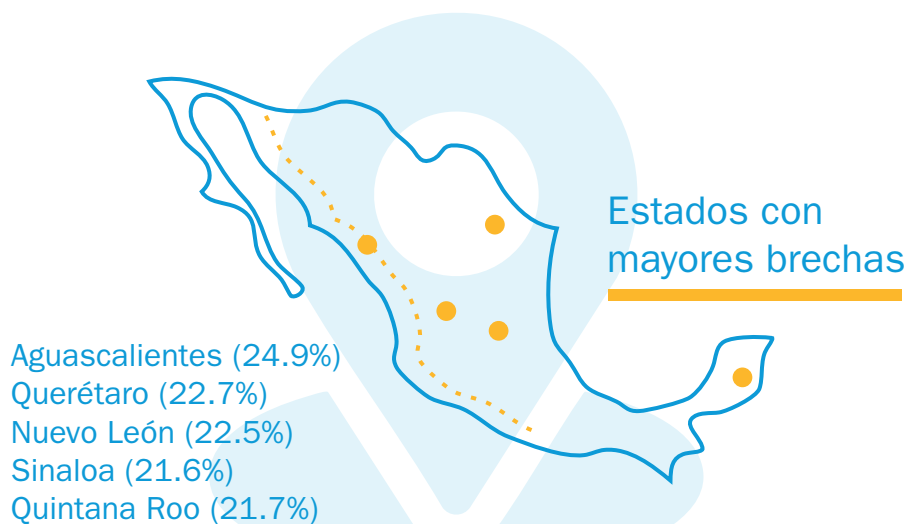 Estados con
mayores brechas
Aguascalientes (24.9%)
Querétaro (22.7%)
Nuevo León (22.5%)
Sinaloa (21.6%)
Quintana Roo (21.7%)